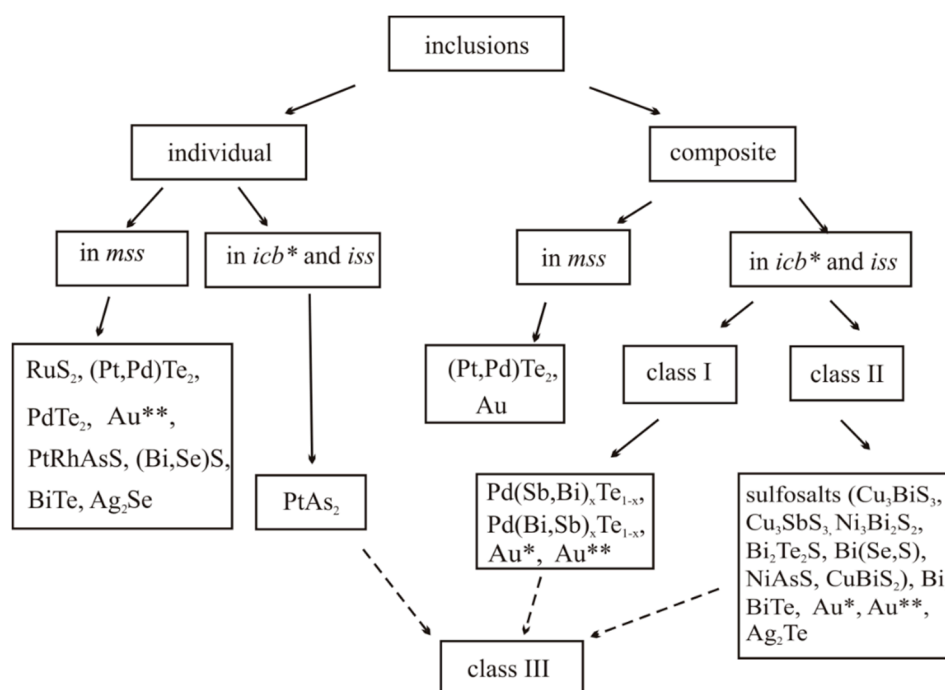 inclusions
individual
composite
in mss
in icb* and iss
in mss
in icb* and iss
RuS₂, (Pt,Pd)Te₂,
PdTe₂, Au**,
PtRhAsS, (Bi,Se)S,
BiTe, Ag₂Se
PtAs₂
(Pt,Pd)Te₂,
Au
class I
class II
Pd(Sb,Bi)ₓTe₁₋ₓ,
Pd(Bi,Sb)ₓTe₁₋ₓ,
Au*, Au**
sulfosalts (Cu₃BiS₃,
Cu₃SbS₃, Ni₃Bi₂S₂,
Bi₂Te₂S, Bi(Se,S),
NiAsS, CuBiS₂), Bi
BiTe, Au*, Au**,
Ag₂Te
class III